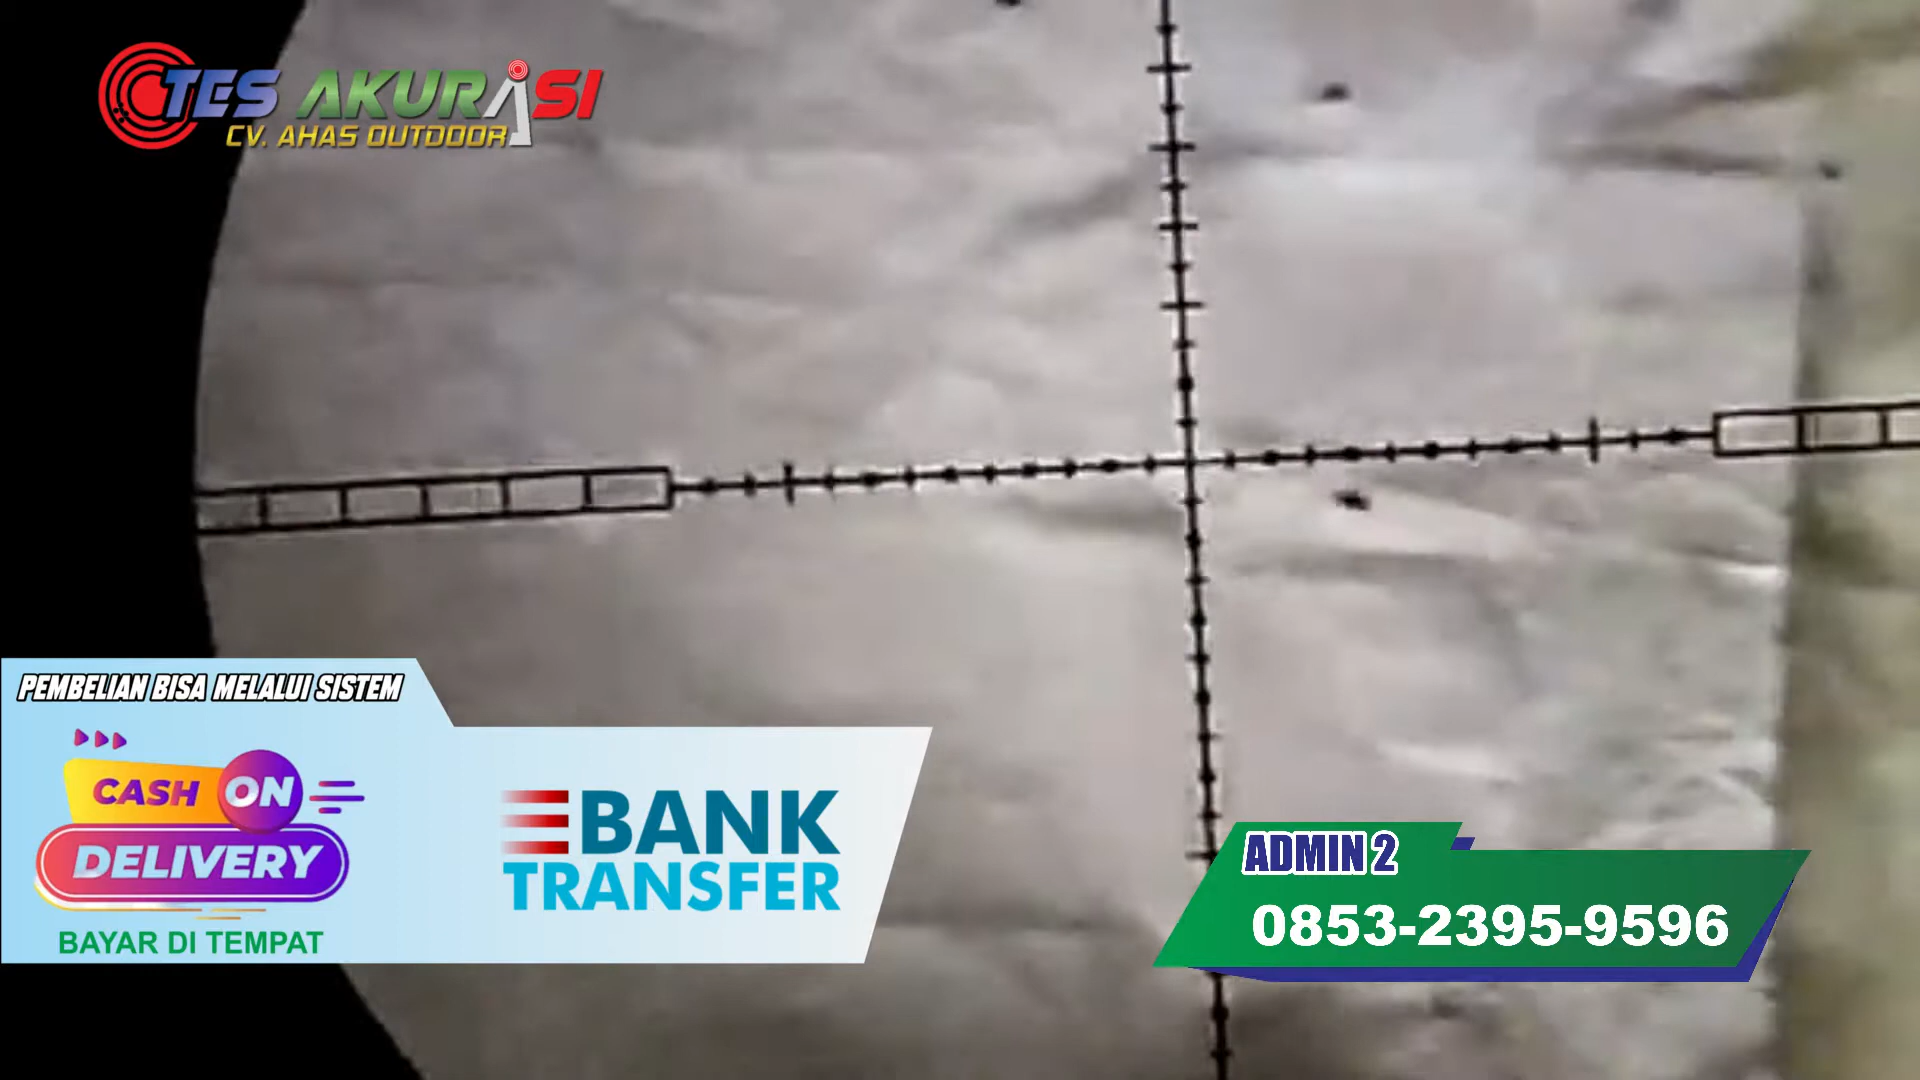 TES AKURASI
CV. AHAS OUTDOOR
PEMBELIAN BISA MELALUI SISTEM
CASH ON
DELIVERY
BAYAR DI TEMPAT
BANK
TRANSFER
ADMIN 2
0853-2395-9596